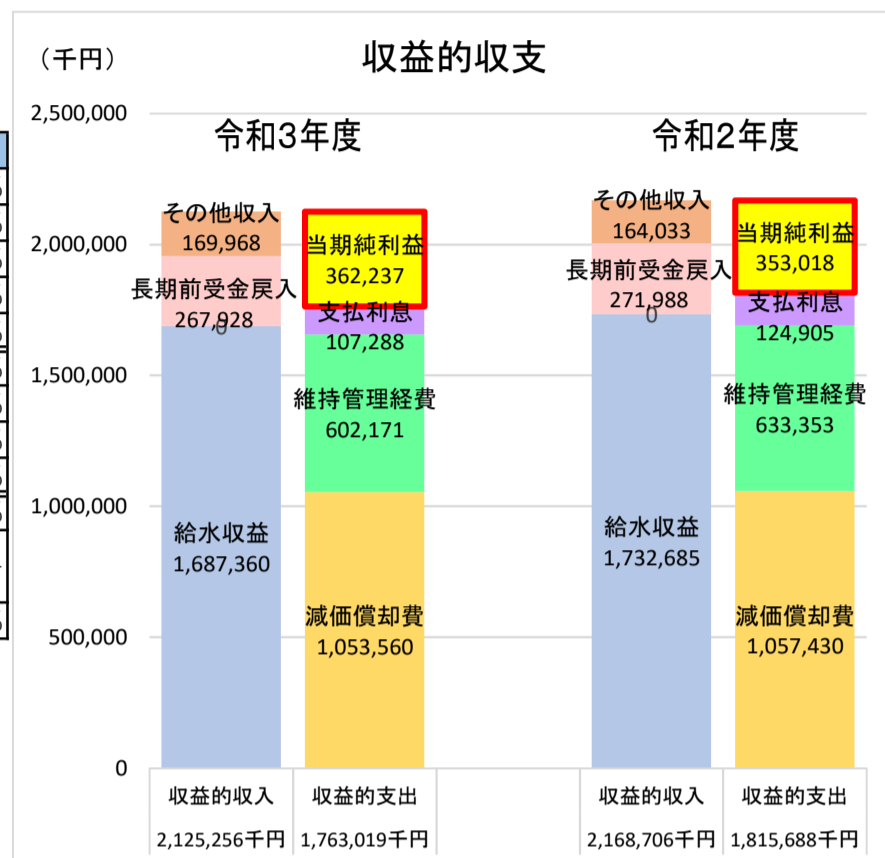 （千円）
収益的収支
2,500,000
2,000,000
1,500,000
1,000,000
500,000
0
令和3年度
その他収入
169,968
長期前受金戻入
267,928
0
給水収益
1,687,360
当期純利益
362,237
支払利息
107,288
維持管理経費
602,171
減価償却費
1,053,560
令和2年度
その他収入
164,033
長期前受金戻入
271,988
0
給水収益
1,732,685
当期純利益
353,018
支払利息
124,905
維持管理経費
633,353
減価償却費
1,057,430
収益的収入
収益的支出
収益的収入
収益的支出
2,125,256千円
1,763,019千円
2,168,706千円
1,815,688千円